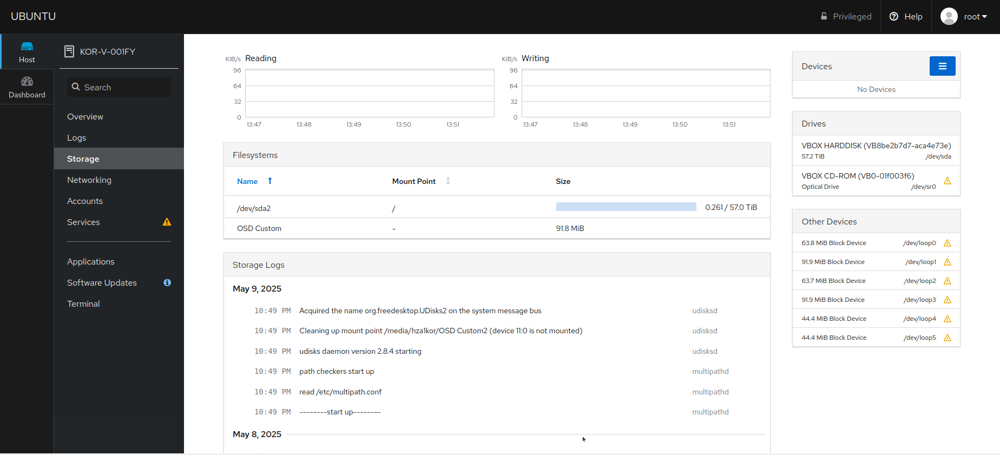 UBUNTU
Privileged
Help
root
Host
Dashboard
KOR-V-001FY
Search
Overview
Logs
Storage
Networking
Accounts
Services
Applications
Software Updates
Terminal
KiB/s Reading
96
64
32
0
13:47 13:48 13:49 13:50 13:51
KiB/s Writing
96
64
32
0
13:47 13:48 13:49 13:50 13:51
Filesystems
Name Mount Point Size
/dev/sda2 / 0.261 / 57.0 TiB
OSD Custom - 91.8 MiB
Storage Logs
May 9, 2025
10:49 PM Acquired the name org.freedesktop.UDisks2 on the system message bus udisksd
10:49 PM Cleaning up mount point /media/hza1kor/OSD Custom2 (device 11:0 is not mounted) udisksd
10:49 PM udisks daemon version 2.8.4 starting udisksd
10:49 PM path checkers start up multipathd
10:49 PM read /etc/multipath.conf multipathd
10:49 PM --------start up-------- multipathd
May 8, 2025
Devices
No Devices
Drives
VBOX HARDDISK (VB8be2b7d7-aca4e73e)
57.2 TiB /dev/sda
VBOX CD-ROM (VB0-01f003f6)
Optical Drive /dev/sr0
Other Devices
63.8 MiB Block Device /dev/loop0
91.9 MiB Block Device /dev/loop1
63.7 MiB Block Device /dev/loop2
91.9 MiB Block Device /dev/loop3
44.4 MiB Block Device /dev/loop4
44.4 MiB Block Device /dev/loop5